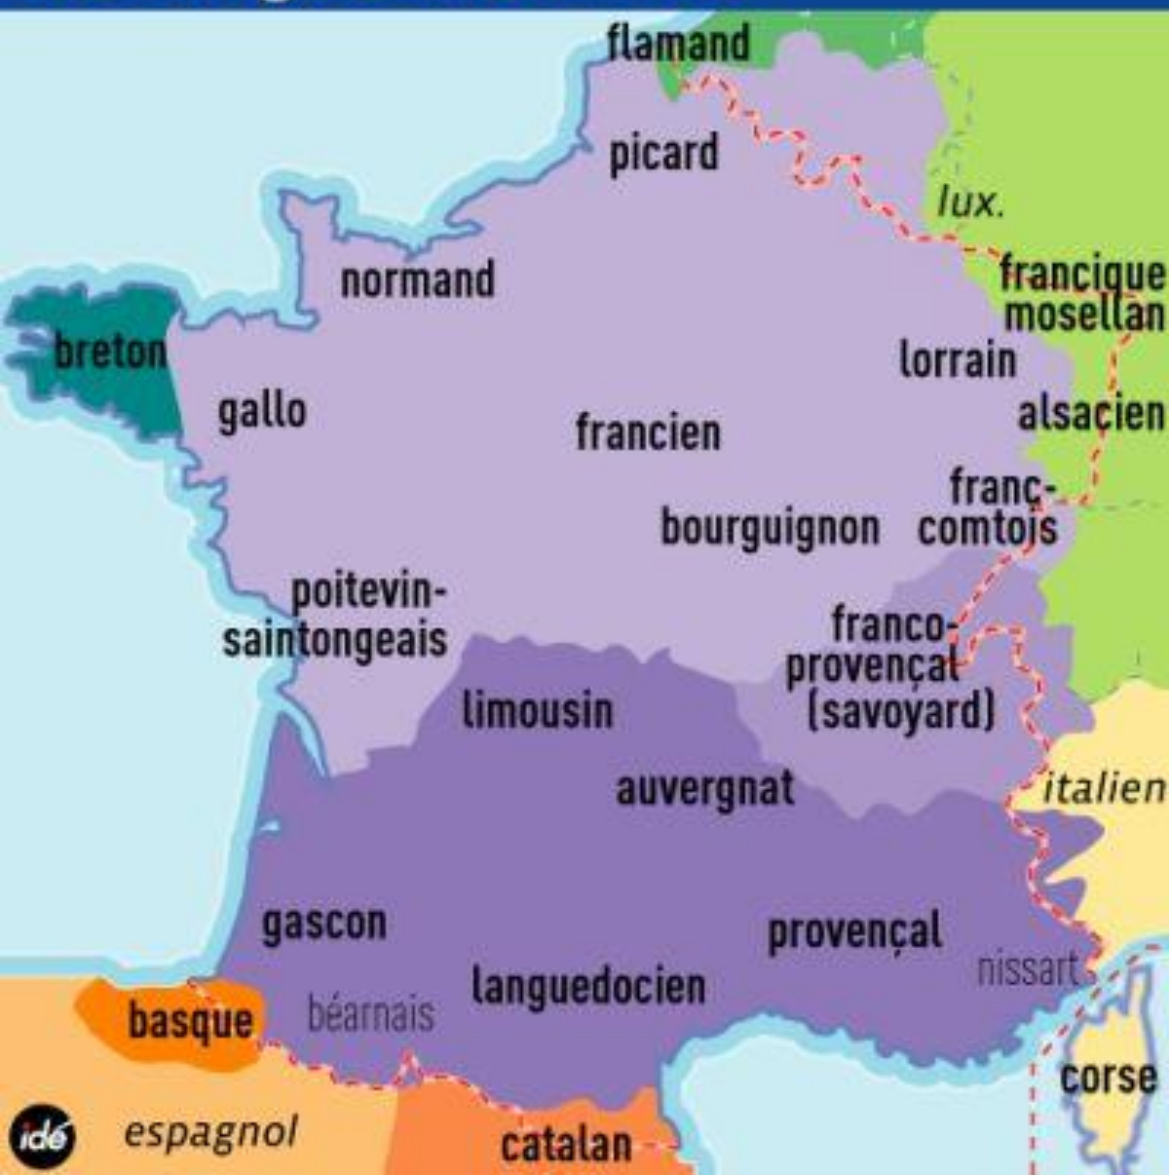 flamand
picard
lux.
normand
francique
mosellan
breton
lorrain
gallo
alsacien
francien
franc-
comtois
bourguignon
poitevin-
saintongeais
franco-
provençal
(savoyard)
limousin
auvergnat
italien
gascon
provençal
nissart
languedocien
béarnais
basque
corse
idé
espagnol
catalan